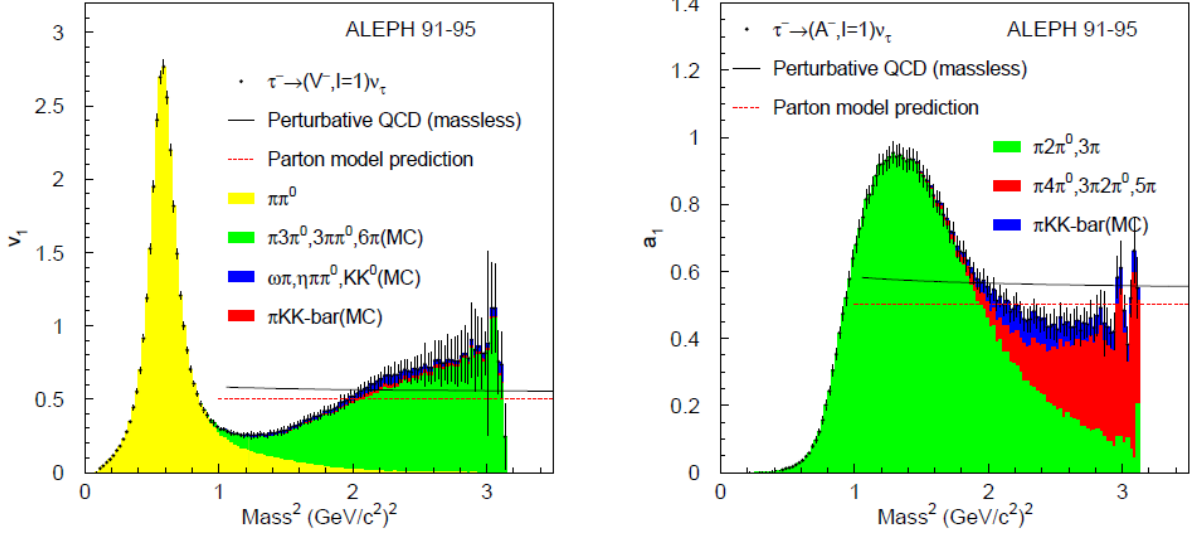 ALEPH 91-95
τ⁻→(V⁻,I=1)ν_τ
Perturbative QCD (massless)
Parton model prediction
ππ⁰
π3π⁰,3ππ⁰,6π(MC)
ωπ,ηππ⁰,KK⁰(MC)
πKK-bar(MC)
v₁
3
2.5
2
1.5
1
0.5
0
0 1 2 3
Mass² (GeV/c²)²
ALEPH 91-95
τ⁻→(A⁻,I=1)ν_τ
Perturbative QCD (massless)
Parton model prediction
π2π⁰,3π
π4π⁰,3π2π⁰,5π
πKK-bar(MC)
a₁
1.4
1.2
1
0.8
0.6
0.4
0.2
0
0 1 2 3
Mass² (GeV/c²)²